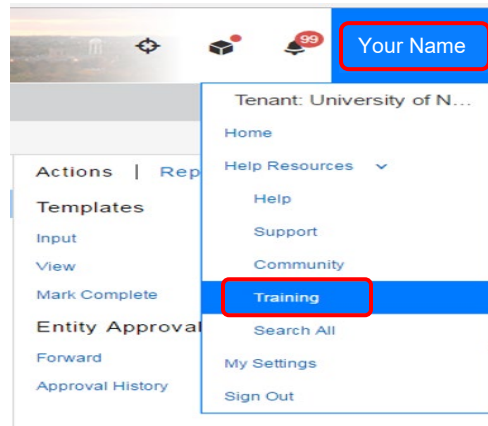 99
Your Name
Tenant: University of N...
Home
Help Resources
Help
Support
Community
Training
Search All
My Settings
Sign Out
Actions | Rep
Templates
Input
View
Mark Complete
Entity Approval
Forward
Approval History